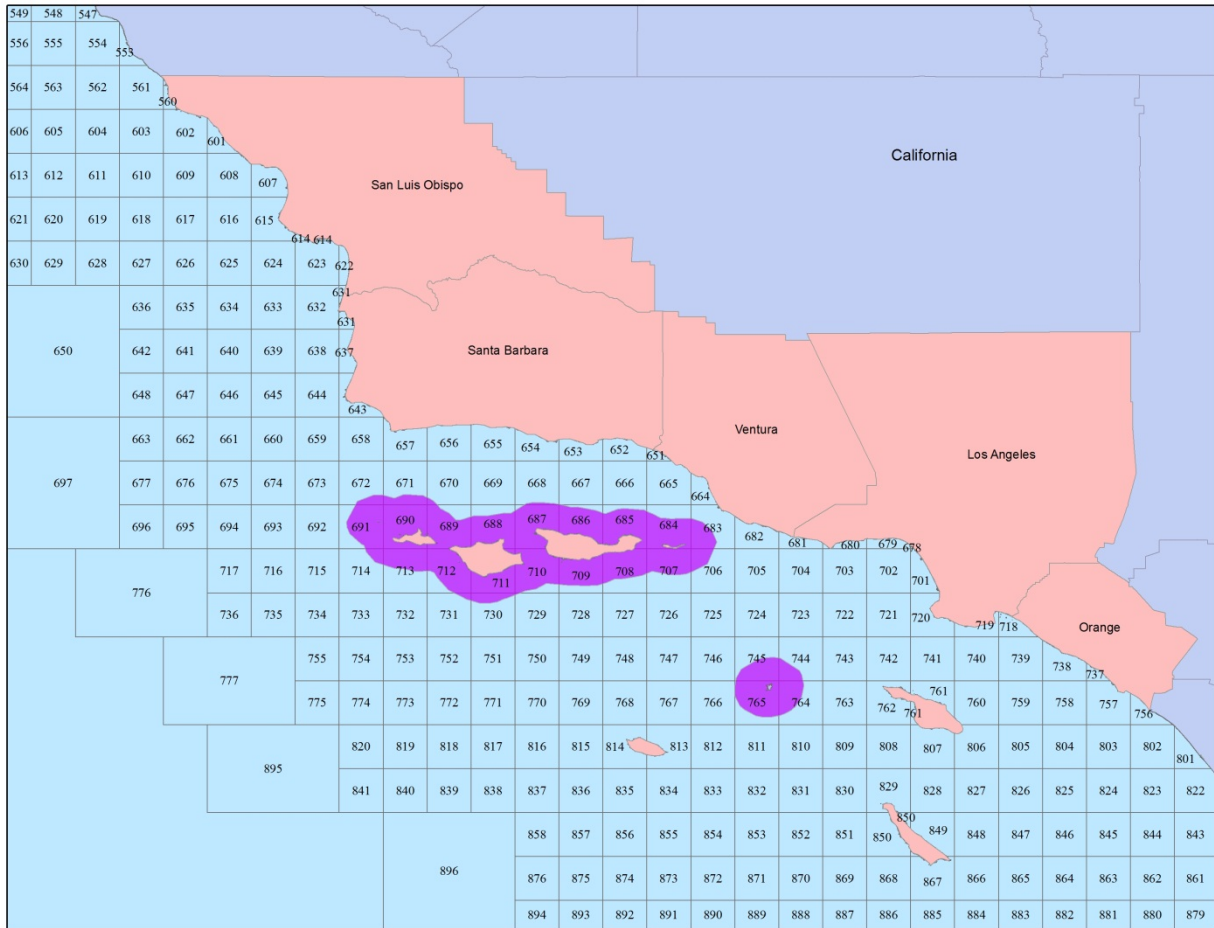 549 548 547
556 555 554 553
564 563 562 561 560
606 605 604 603 602 601
California
613 612 611 610 609 608 607
San Luis Obispo
621 620 619 618 617 616 615
614 614
630 629 628 627 626 625 624 623 622
631
636 635 634 633 632 631
650 642 641 640 639 638 637
Santa Barbara
648 647 646 645 644 643
Ventura
663 662 661 660 659 658 657 656 655 654 653 652 651
Los Angeles
697 677 676 675 674 673 672 671 670 669 668 667 666 665 664
696 695 694 693 692 691 690 689 688 687 686 685 684 683 682 681 680 679 678
776 717 716 715 714 713 712 711 710 709 708 707 706 705 704 703 702 701
736 735 734 733 732 731 730 729 728 727 726 725 724 723 722 721 720 719 718
Orange
777 755 754 753 752 751 750 749 748 747 746 745 744 743 742 741 740 739 738 737
775 774 773 772 771 770 769 768 767 766 765 764 763 762 761 761 760 759 758 757 756
895 820 819 818 817 816 815 814 813 812 811 810 809 808 807 806 805 804 803 802 801
841 840 839 838 837 836 835 834 833 832 831 830 829 828 827 826 825 824 823 822
858 857 856 855 854 853 852 851 850 850 849 848 847 846 845 844 843
896 876 875 874 873 872 871 870 869 868 867 866 865 864 863 862 861
894 893 892 891 890 889 888 887 886 885 884 883 882 881 880 879